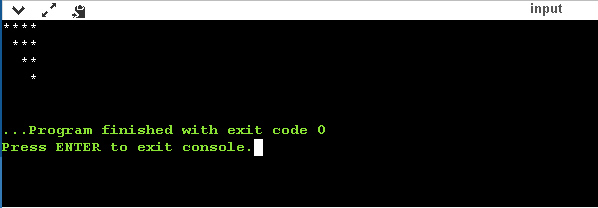 input
****
 ***
  **
   *
...Program finished with exit code 0
Press ENTER to exit console.